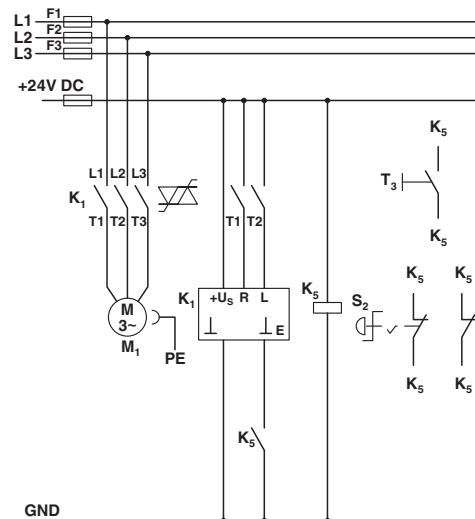 L1 F1
L2 F2
L3 F3
+24V DC
K5
T3
K5
L1 L2 L3
K1
T1 T2 T3
T1 T2
K1 +US R L
E
K5
S2
K5 K5
M
3~
M1
PE
K5 K5
K5
GND